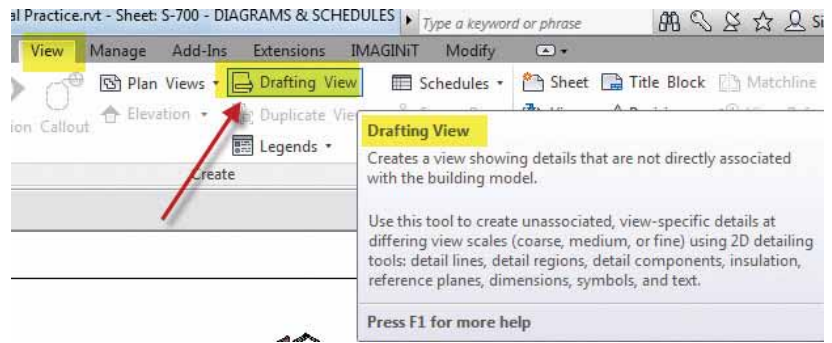 al Practice.rvt - Sheet: S-700 - DIAGRAMS & SCHEDULES
Type a keyword or phrase
View Manage Add-Ins Extensions IMAGINiT Modify
Plan Views Drafting View Schedules Sheet Title Block Matchline
Callout Elevation Duplicate
Legends
Create
Drafting View
Creates a view showing details that are not directly associated
with the building model.
Use this tool to create unassociated, view-specific details at
differing view scales (coarse, medium, or fine) using 2D detailing
tools: detail lines, detail regions, detail components, insulation,
reference planes, dimensions, symbols, and text.
Press F1 for more help